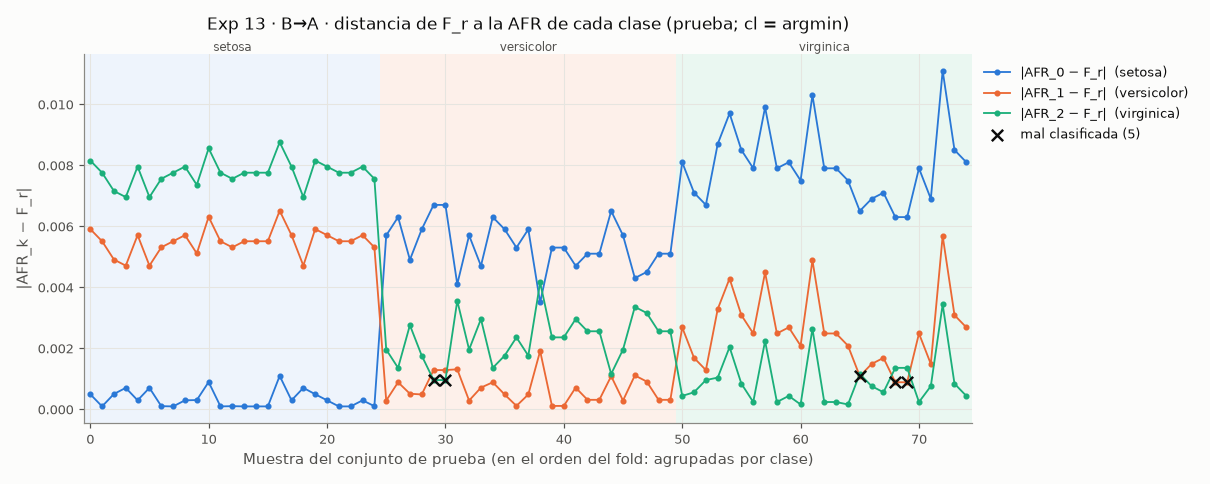 Exp 13 · B→A · distancia de F_r a la AFR de cada clase (prueba; cl = argmin)
setosa
versicolor
virginica
|AFR_0 − F_r| (setosa)
|AFR_1 − F_r| (versicolor)
|AFR_2 − F_r| (virginica)
mal clasificada (5)
|AFR_k − F_r|
0.010
0.008
0.006
0.004
0.002
0.000
0 10 20 30 40 50 60 70
Muestra del conjunto de prueba (en el orden del fold: agrupadas por clase)